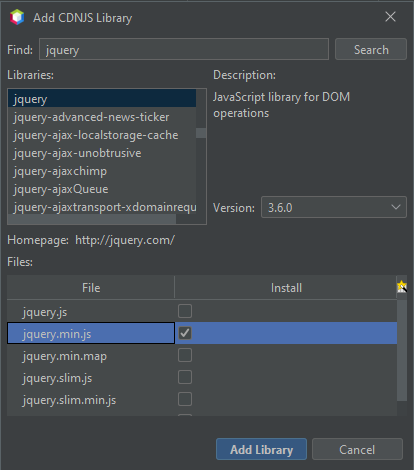 Add CDNJS Library
Find: jquery Search
Libraries: Description:
jquery
jquery-advanced-news-ticker
jquery-ajax-localstorage-cache
jquery-ajax-unobtrusive
jquery-ajaxchimp
jquery-ajaxQueue
jquery-ajaxtransport-xdomainrequ
JavaScript library for DOM
operations
Version: 3.6.0
Homepage: http://jquery.com/
Files:
File Install
jquery.js
jquery.min.js
jquery.min.map
jquery.slim.js
jquery.slim.min.js
Add Library Cancel